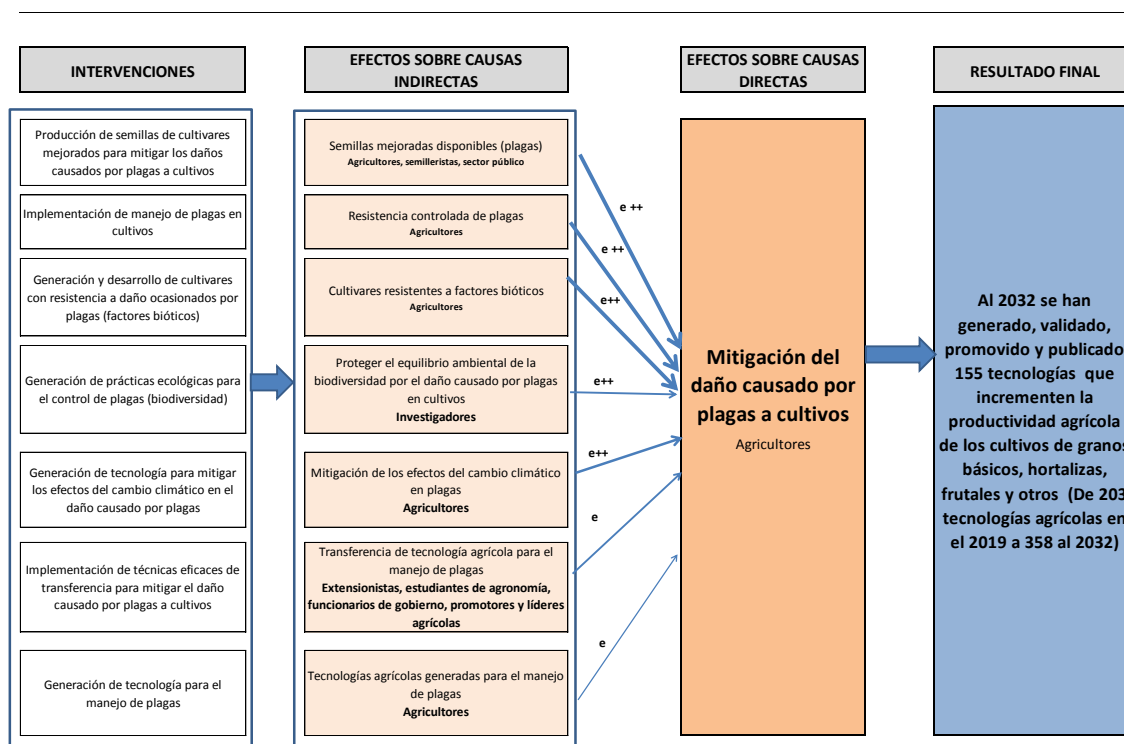 INTERVENCIONES
EFECTOS SOBRE CAUSAS
INDIRECTAS
EFECTOS SOBRE CAUSAS
DIRECTAS
RESULTADO FINAL
Producción de semillas de cultivares
mejorados para mitigar los daños
causados por plagas a cultivos
Implementación de manejo de plagas en
cultivos
Generación y desarrollo de cultivares
con resistencia a daño ocasionados por
plagas (factores bióticos)
Generación de prácticas ecológicas para
el control de plagas (biodiversidad)
Generación de tecnología para mitigar
los efectos del cambio climático en el
daño causado por plagas
Implementación de técnicas eficaces de
transferencia para mitigar el daño
causado por plagas a cultivos
Generación de tecnología para el
manejo de plagas
Semillas mejoradas disponibles (plagas)
Agricultores, semilleristas, sector público
Resistencia controlada de plagas
Agricultores
Cultivares resistentes a factores bióticos
Agricultores
Proteger el equilibrio ambiental de la
biodiversidad por el daño causado por plagas
en cultivos
Investigadores
Mitigación de los efectos del cambio climático
en plagas
Agricultores
Transferencia de tecnología agrícola para el
manejo de plagas
Extensionistas, estudiantes de agronomía,
funcionarios de gobierno, promotores y líderes
agrícolas
Tecnologías agrícolas generadas para el manejo
de plagas
Agricultores
e ++
e ++
e++
e++
e++
e
e
Mitigación del
daño causado por
plagas a cultivos
Agricultores
Al 2032 se han
generado, validado,
promovido y publicado
155 tecnologías que
incrementen la
productividad agrícola
de los cultivos de granos
básicos, hortalizas,
frutales y otros (De 203
tecnologías agrícolas en
el 2019 a 358 al 2032)